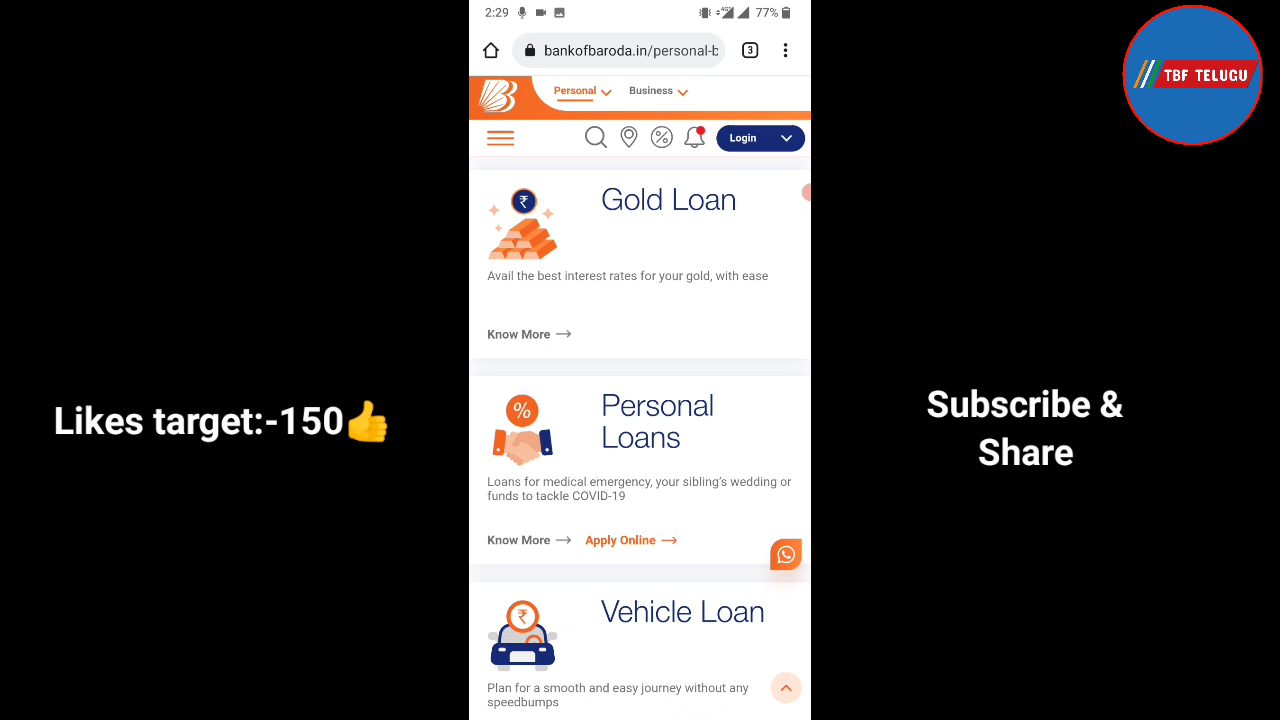 2:29
4G
77%
bankofbaroda.in/personal-b
3
TBF TELUGU
Personal
Business
Login
₹
Gold Loan
Avail the best interest rates for your gold, with ease
Know More
%
Personal
Loans
Loans for medical emergency, your sibling's wedding or
funds to tackle COVID-19
Know More
Apply Online
Likes target:-150👍
Subscribe &
Share
₹
Vehicle Loan
Plan for a smooth and easy journey without any
speedbumps